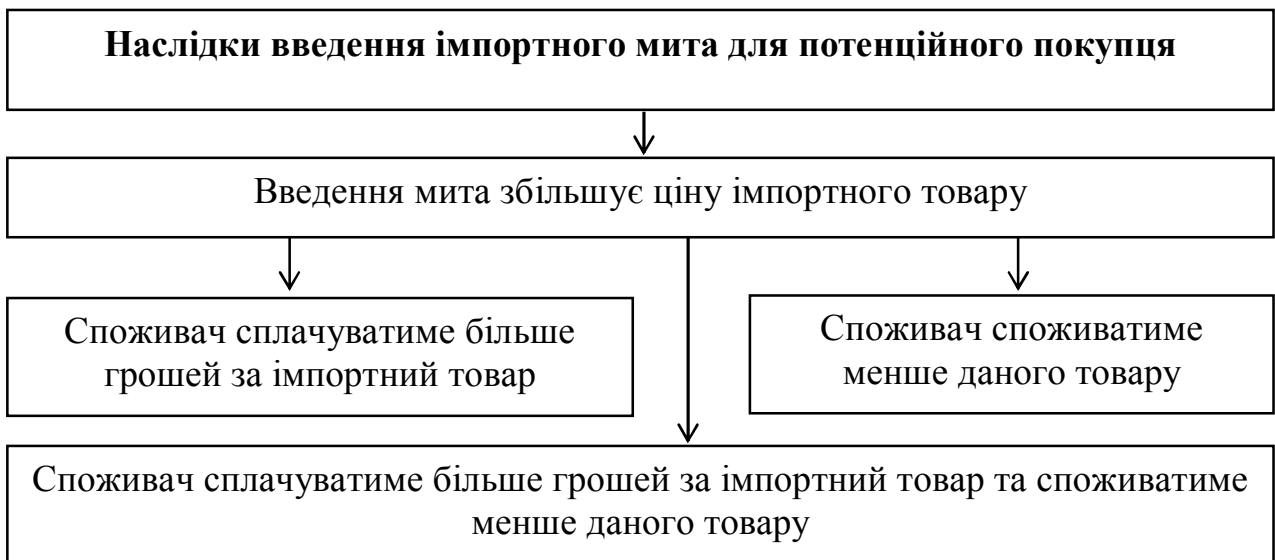 Наслідки введення імпортного мита для потенційного покупця
Введення мита збільшує ціну імпортного товару
Споживач сплачуватиме більше
грошей за імпортний товар
Споживач споживатиме
менше даного товару
Споживач сплачуватиме більше грошей за імпортний товар та споживатиме
менше даного товару